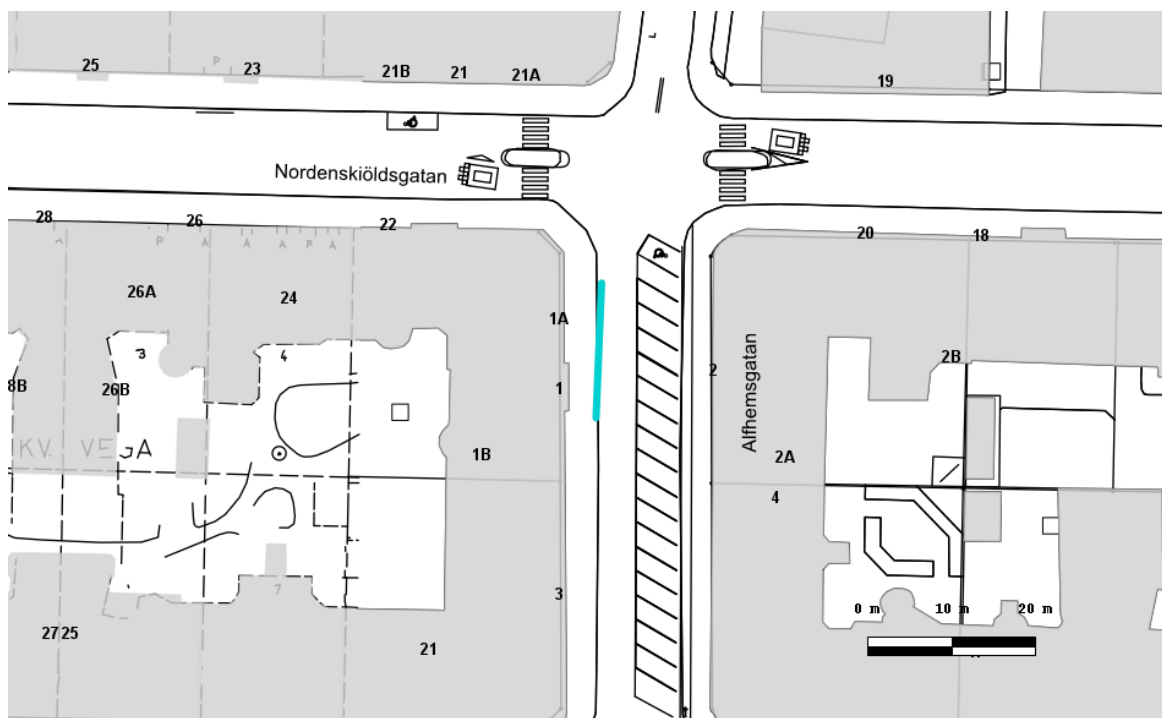 25
P
23
21B
21
21A
19
Nordenskiöldsgatan
28
26
22
20
18
A
P
A
A
A
P
A
26A
24
1A
3
4
2
2B
8B
26B
1
Alfhemsgatan
KV. VEGA
1B
2A
4
7
3
0 m 10 m 20 m
27 25
21